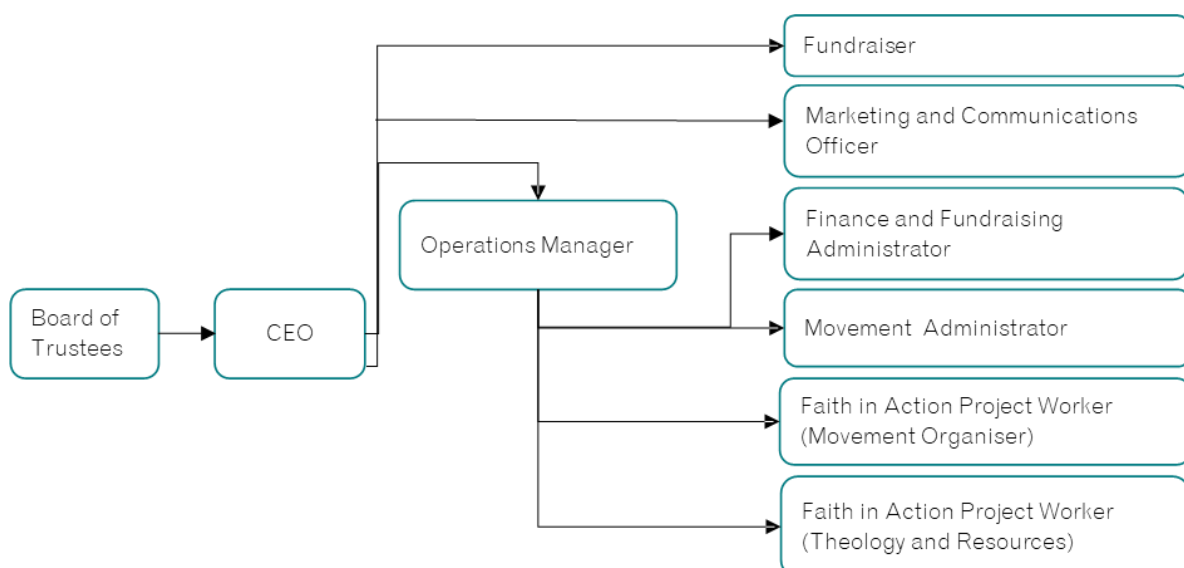 Fundraiser
Marketing and Communications
Officer
Finance and Fundraising
Administrator
Operations Manager
Board of
Trustees
CEO
Movement  Administrator
Faith in Action Project Worker
(Movement Organiser)
Faith in Action Project Worker
(Theology and Resources)